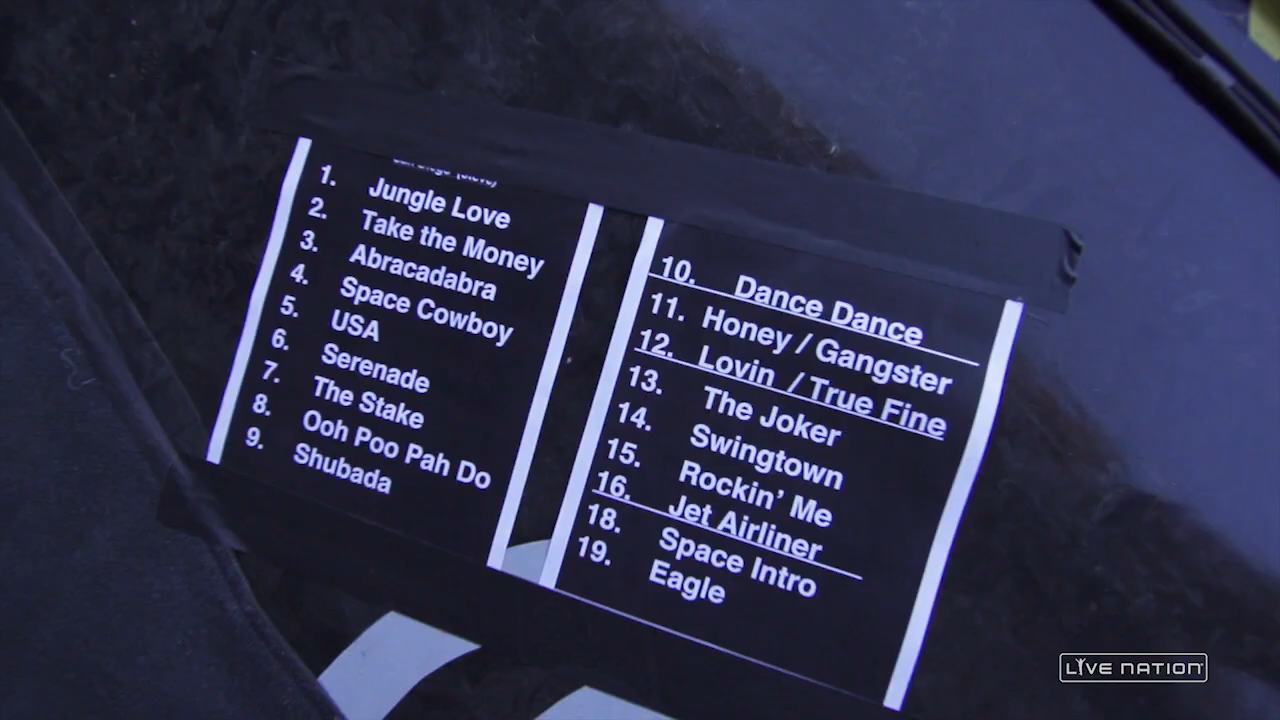 1. Jungle Love
2. Take the Money
3. Abracadabra
4. Space Cowboy
5. USA
6. Serenade
7. The Stake
8. Ooh Poo Pah Do
9. Shubada
10. Dance Dance
11. Honey / Gangster
12. Lovin / True Fine
13. The Joker
14. Swingtown
15. Rockin' Me
16. Jet Airliner
18. Space Intro
19. Eagle
LIVE NATION